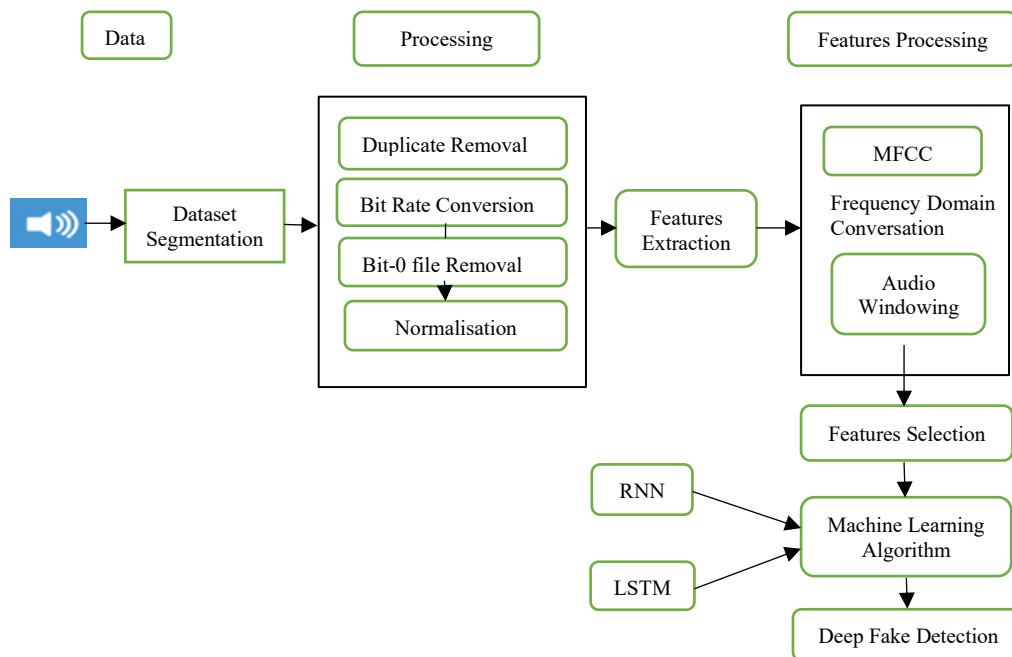 Data
Processing
Features Processing
Duplicate Removal
Bit Rate Conversion
Bit-0 file Removal
Normalisation
Dataset
Segmentation
Features
Extraction
MFCC
Frequency Domain
Conversation
Audio
Windowing
Features Selection
RNN
LSTM
Machine Learning
Algorithm
Deep Fake Detection